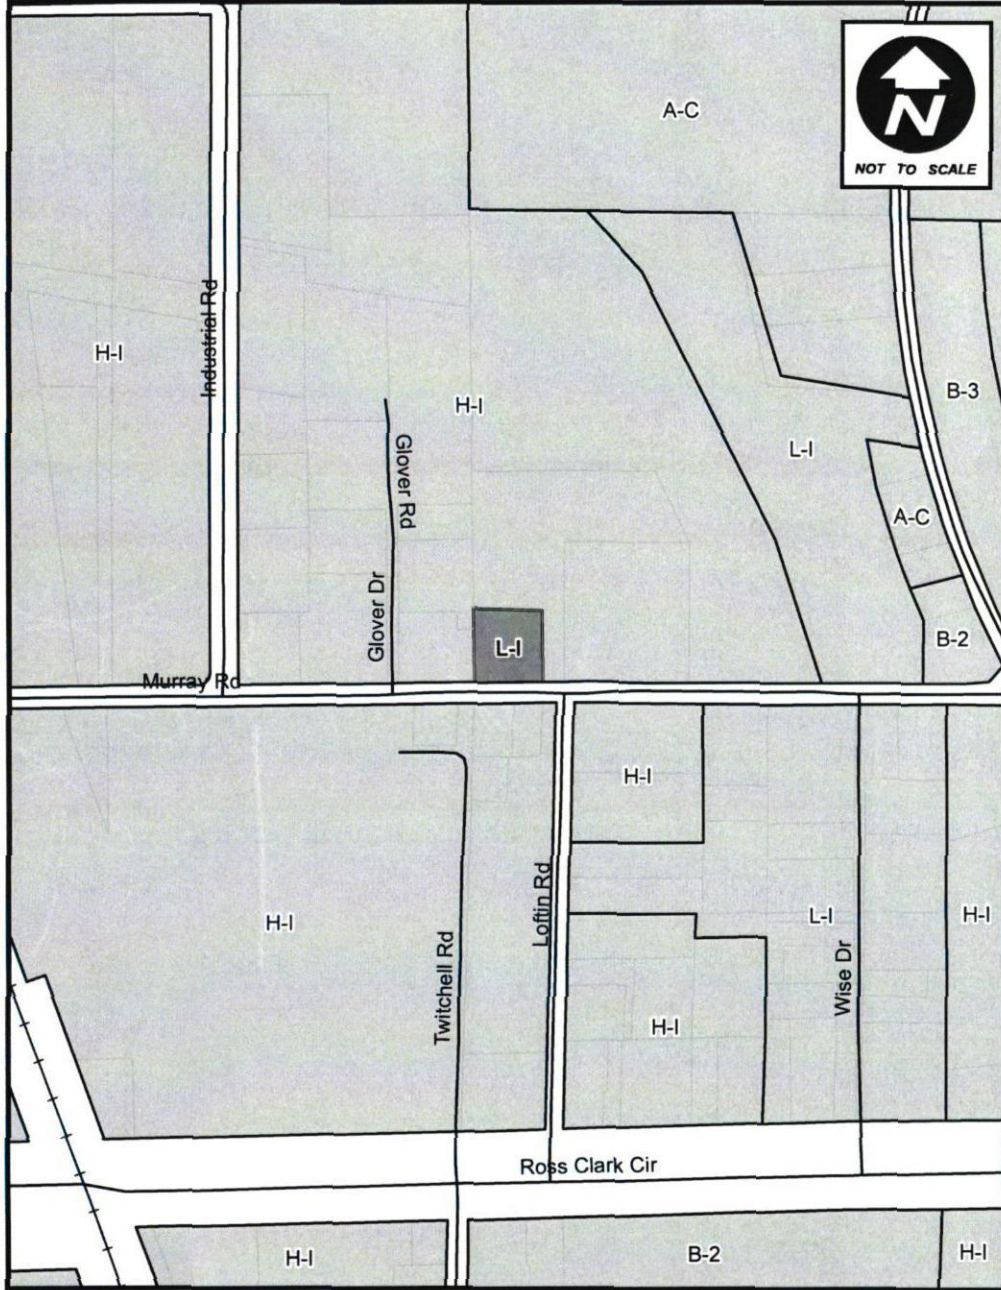 A-C
N
NOT TO SCALE
Industrial Rd
H-I
H-I
B-3
Glover Rd
L-I
A-C
Glover Dr
L-I
B-2
Murray Rd
H-I
Loftin Rd
H-I
L-I
H-I
Twitchell Rd
Wise Dr
H-I
Ross Clark Cir
H-I
B-2
H-I